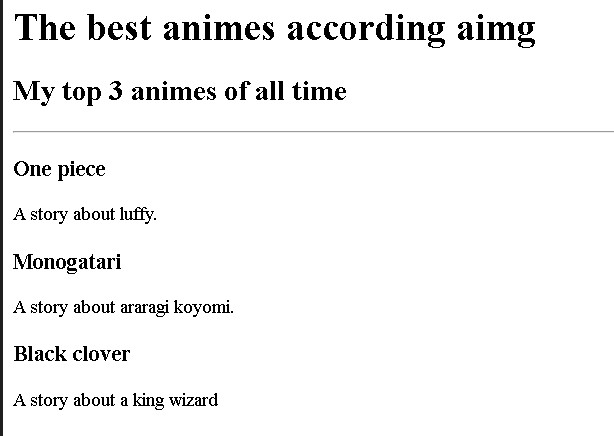 The best animes according aimg
My top 3 animes of all time
One piece
A story about luffy.
Monogatari
A story about araragi koyomi.
Black clover
A story about a king wizard